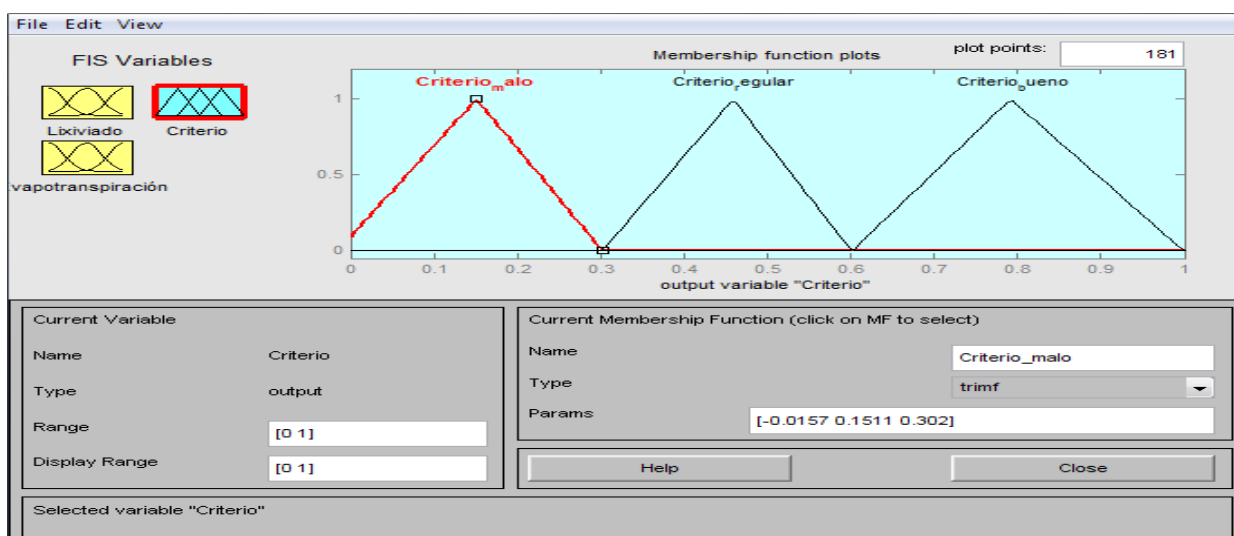 File Edit View
FIS Variables
Membership function plots
plot points:
181
Criterio_malo
Criterio_regular
Criterio_bueno
Lixiviado
Criterio
vapotranspiración
1
0.5
0
0 0.1 0.2 0.3 0.4 0.5 0.6 0.7 0.8 0.9 1
output variable "Criterio"
Current Variable
Name Criterio
Type output
Range [0 1]
Display Range [0 1]
Current Membership Function (click on MF to select)
Name Criterio_malo
Type trimf
Params [-0.0157 0.1511 0.302]
Help
Close
Selected variable "Criterio"